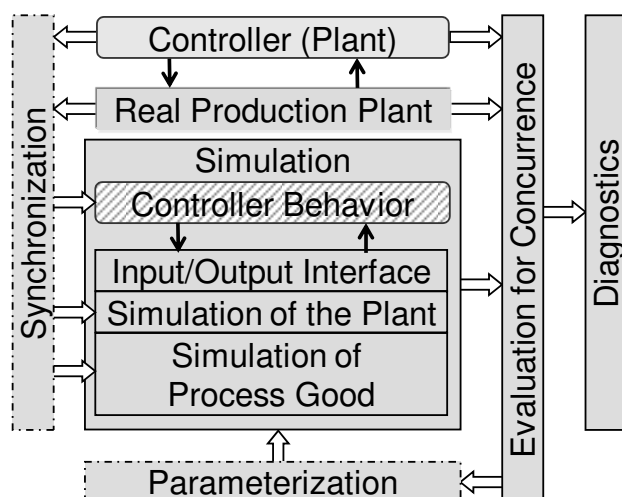 Controller (Plant)
Real Production Plant
Simulation
Controller Behavior
Input/Output Interface
Simulation of the Plant
Simulation of
Process Good
Parameterization
Synchronization
Evaluation for Concurrence
Diagnostics